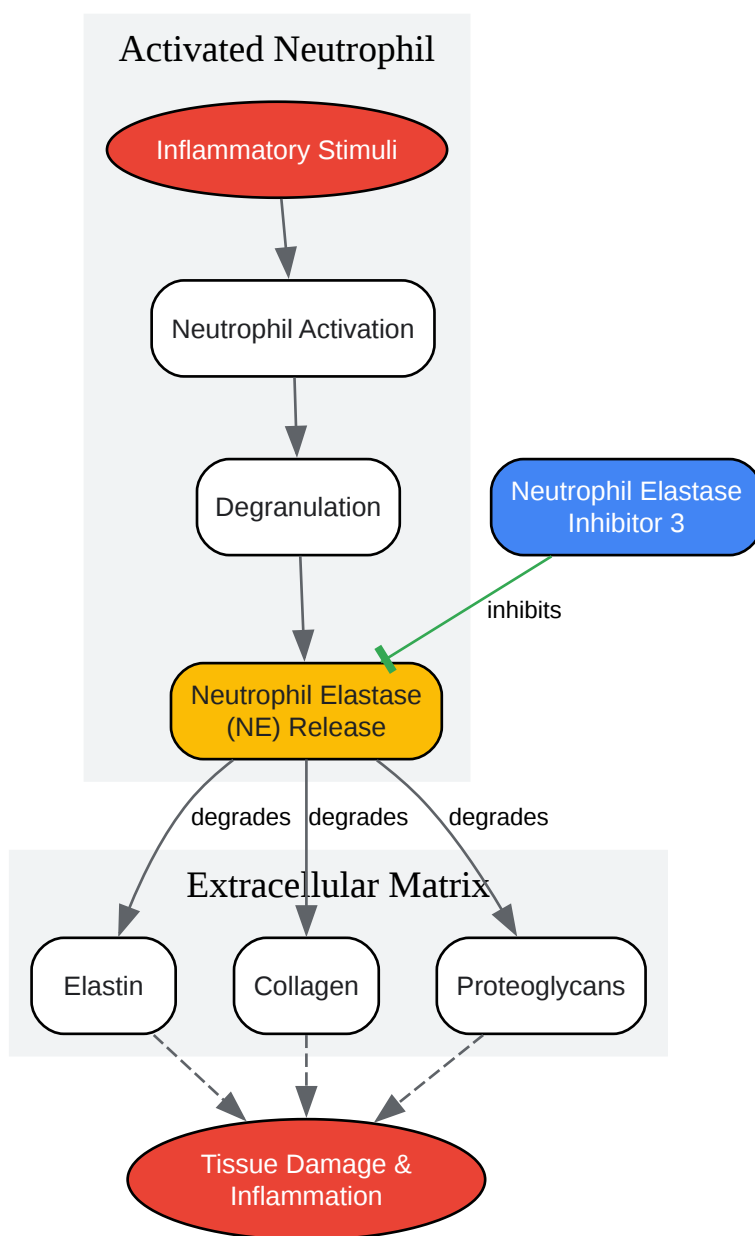 Activated Neutrophil
Inflammatory Stimuli
Neutrophil Activation
Degranulation
Neutrophil Elastase
Inhibitor 3
inhibits
Neutrophil Elastase
(NE) Release
degrades
degrades
degrades
Extracellular Matrix
Elastin
Collagen
Proteoglycans
Tissue Damage &
Inflammation